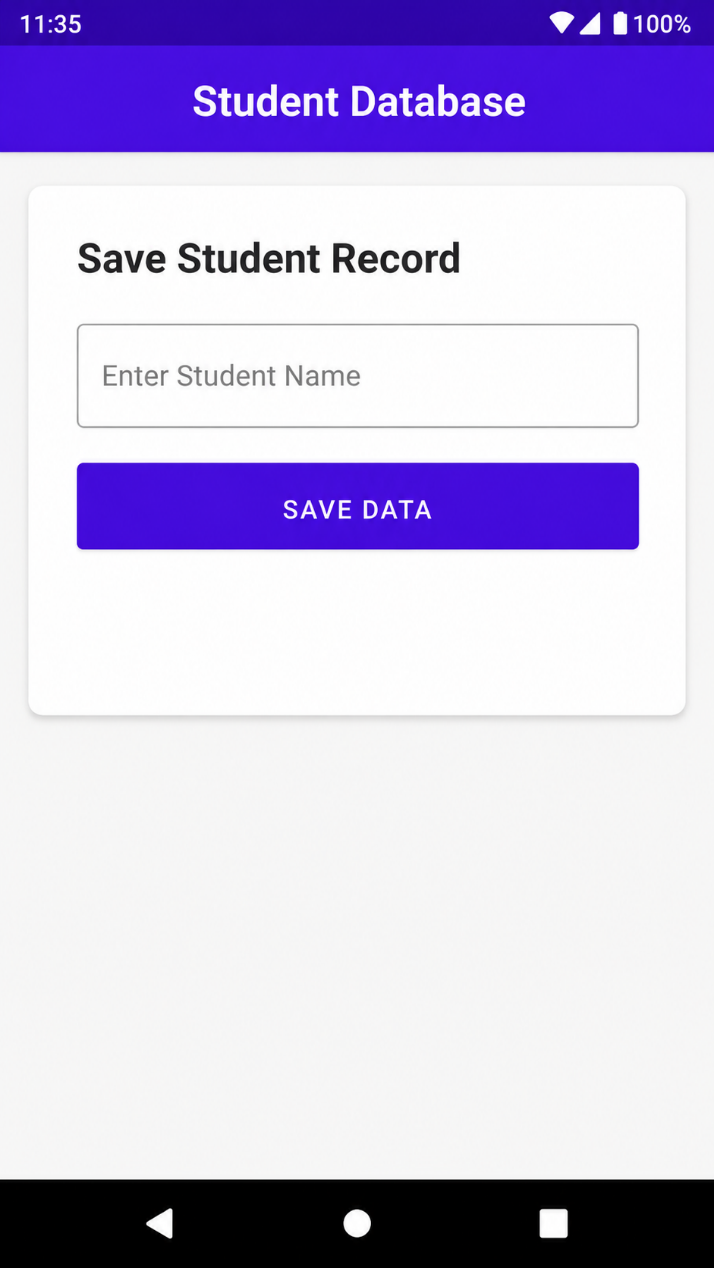 11:35 100%
Student Database
Save Student Record
Enter Student Name
SAVE DATA